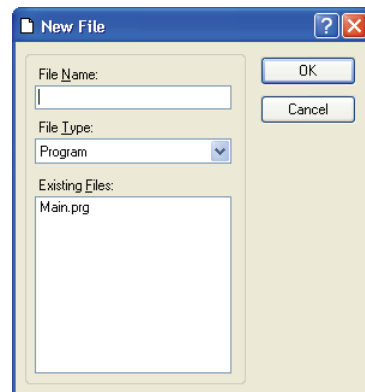 New File
File Name:
OK
Cancel
File Type:
Program
Existing Files:
Main.prg